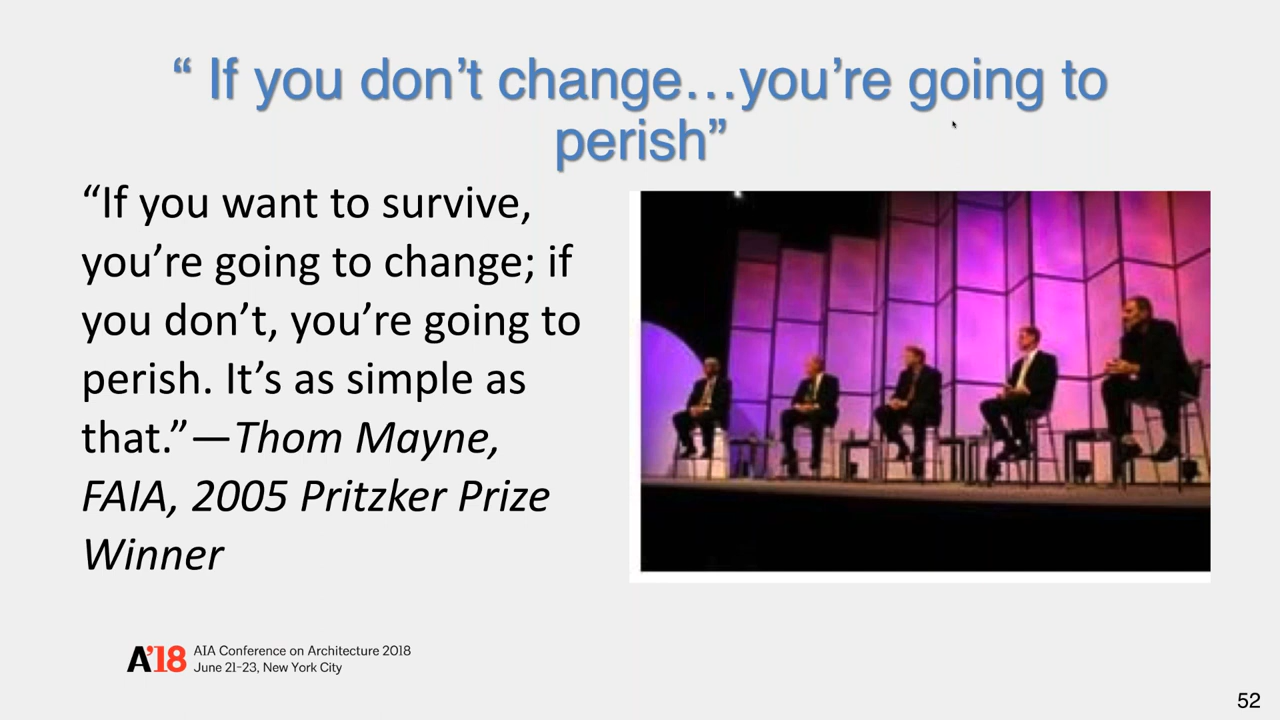 “ If you don’t change…you’re going to
perish”
“If you want to survive,
you’re going to change; if
you don’t, you’re going to
perish. It’s as simple as
that.”—Thom Mayne,
FAIA, 2005 Pritzker Prize
Winner
A’18 AIA Conference on Architecture 2018
June 21–23, New York City
52